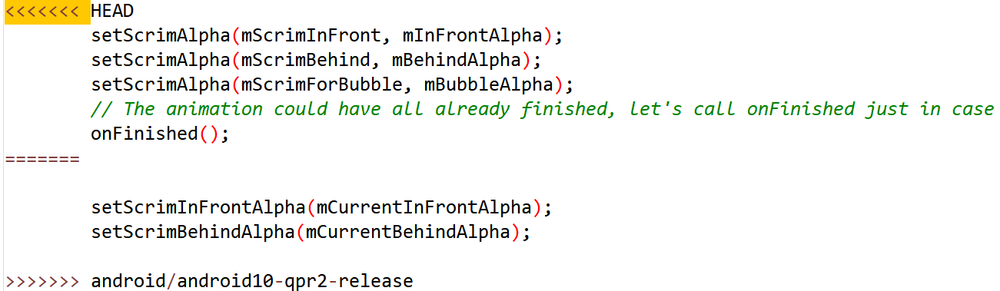 <<<<<<< HEAD
        setScrimAlpha(mScrimInFront, mInFrontAlpha);
        setScrimAlpha(mScrimBehind, mBehindAlpha);
        setScrimAlpha(mScrimForBubble, mBubbleAlpha);
        // The animation could have all already finished, let's call onFinished just in case
        onFinished();
=======

        setScrimInFrontAlpha(mCurrentInFrontAlpha);
        setScrimBehindAlpha(mCurrentBehindAlpha);

>>>>>>> android/android10-qpr2-release